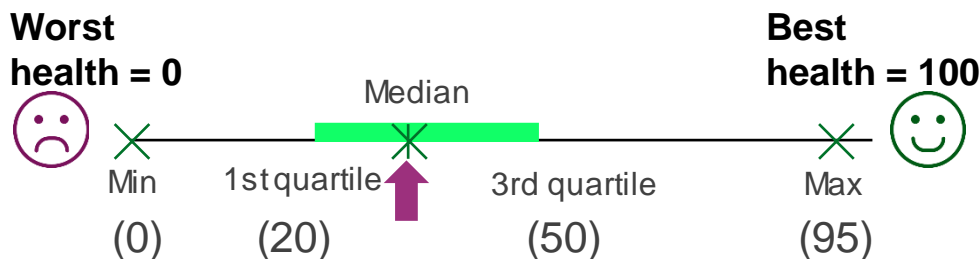 Worst
health = 0
Best
health = 100
Median
Min
1st quartile
3rd quartile
Max
(0)
(20)
(50)
(95)